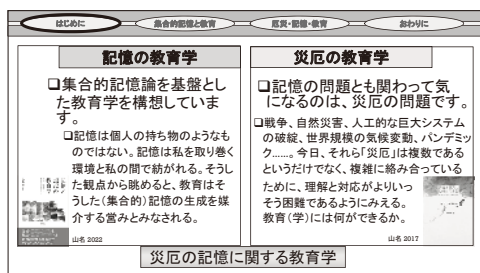 はじめに
集合的記憶と教育
厄災・記憶・教育
おわりに
記憶の教育学
❑集合的記憶論を基盤とし
た教育学を構想していま
す。
❑記憶は個人の持ち物のようなも
のではない。記憶は私を取り巻く
環境と私の間で紡がれる。そうし
た観点から眺めると、教育はそ
うした(集合的)記憶の生成を媒
介する営みとみなされる。
山名 2022
災厄の教育学
❑記憶の問題とも関わって気
になるのは、災厄の問題です。
❑戦争、自然災害、人工的な巨大システム
の破綻、世界規模の気候変動、パンデミッ
ク……。今日、それら「災厄」は複数である
というだけでなく、複雑に絡み合っている
ために、理解と対応がよりいっ
そう困難であるようにみえる。
教育(学)には何ができるか。
山名 2017
災厄の記憶に関する教育学